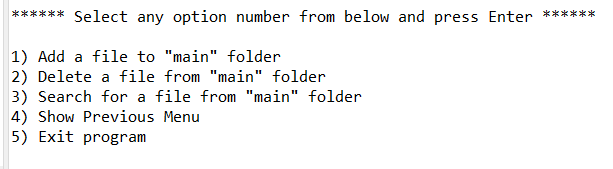 ****** Select any option number from below and press Enter ******
1) Add a file to "main" folder
2) Delete a file from "main" folder
3) Search for a file from "main" folder
4) Show Previous Menu
5) Exit program